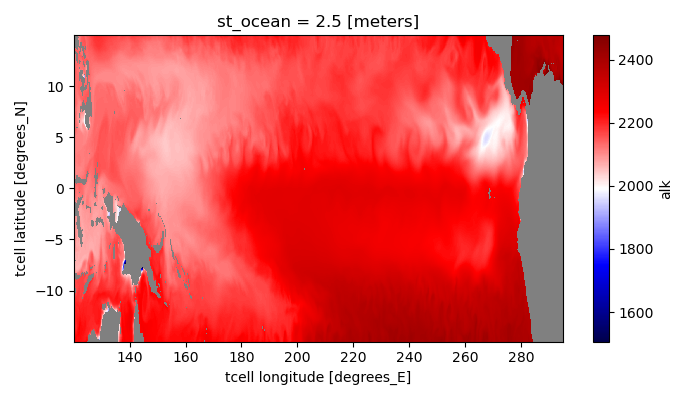 st_ocean = 2.5 [meters]
10
5
0
−5
−10
tcell latitude [degrees_N]
140 160 180 200 220 240 260 280
tcell longitude [degrees_E]
2400
2200
2000
1800
1600
alk